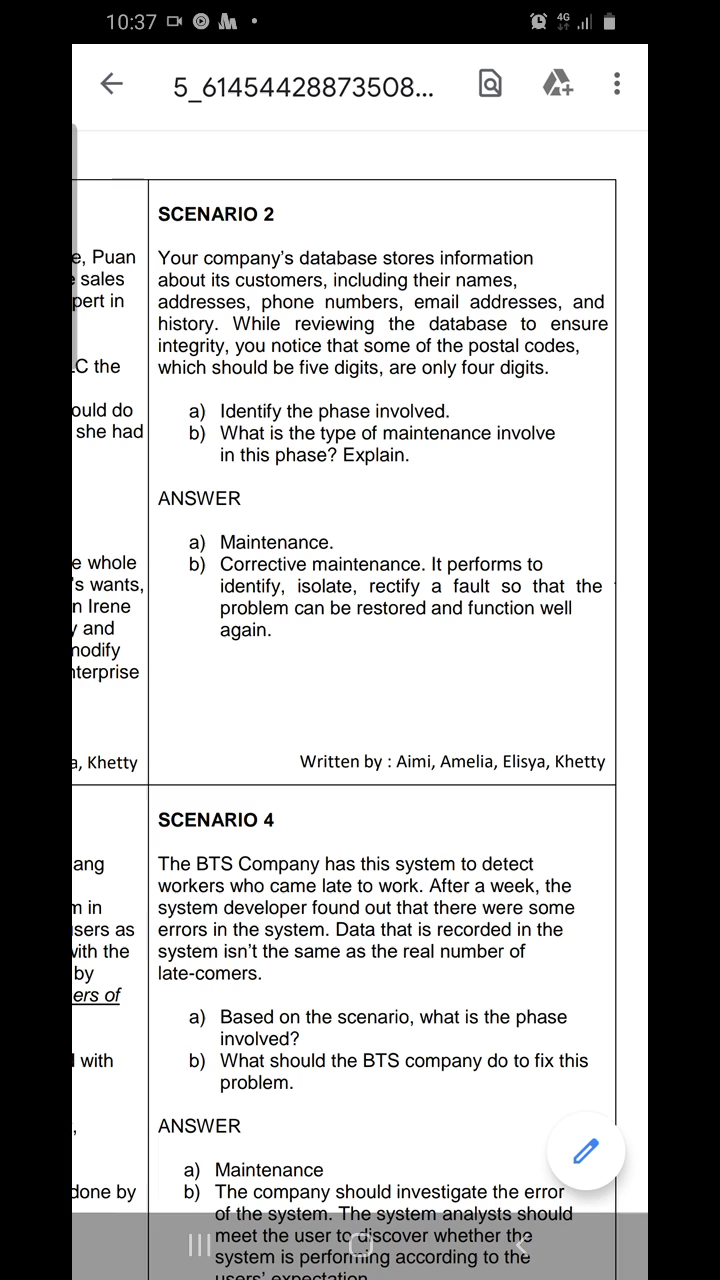 10:37
4G
5_61454428873508...
e, Puan
sales
pert in
C the
ould do
she had
e whole
's wants,
n Irene
y and
nodify
nterprise
a, Khetty
SCENARIO 2
Your company's database stores information
about its customers, including their names,
addresses, phone numbers, email addresses, and
history. While reviewing the database to ensure
integrity, you notice that some of the postal codes,
which should be five digits, are only four digits.
a) Identify the phase involved.
b) What is the type of maintenance involve
in this phase? Explain.
ANSWER
a) Maintenance.
b) Corrective maintenance. It performs to
identify, isolate, rectify a fault so that the
problem can be restored and function well
again.
Written by : Aimi, Amelia, Elisya, Khetty
ang
m in
sers as
with the
by
ers of
with
,
done by
SCENARIO 4
The BTS Company has this system to detect
workers who came late to work. After a week, the
system developer found out that there were some
errors in the system. Data that is recorded in the
system isn't the same as the real number of
late-comers.
a) Based on the scenario, what is the phase
involved?
b) What should the BTS company do to fix this
problem.
ANSWER
a) Maintenance
b) The company should investigate the error
of the system. The system analysts should
meet the user to discover whether the
system is performing according to the
users' expectation